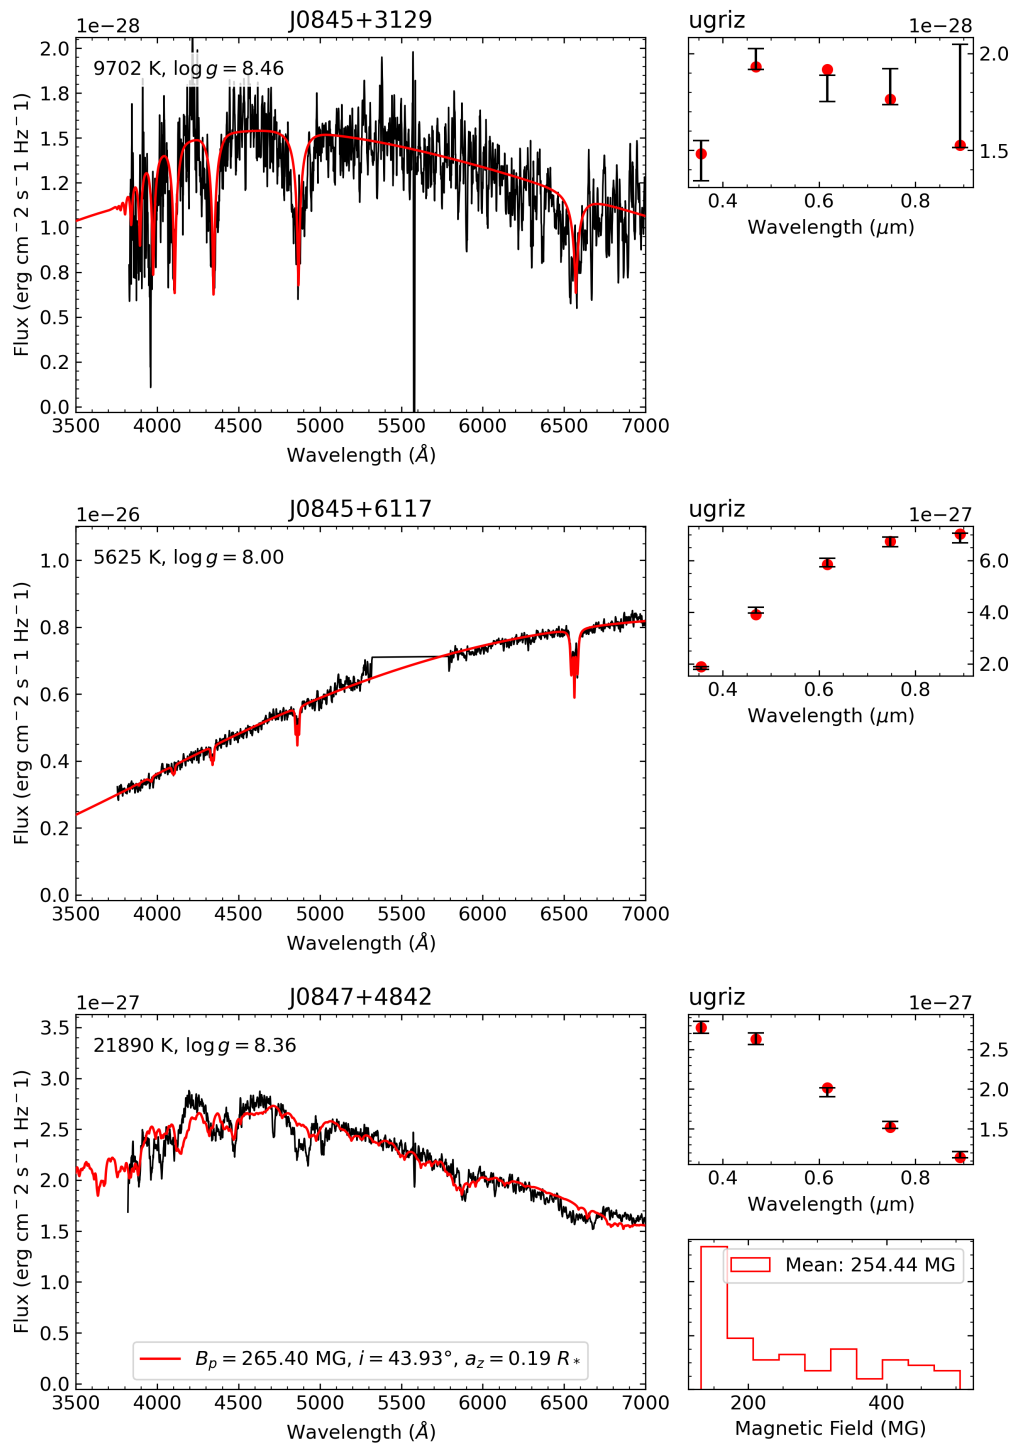 J0845+3129
1e−28
9702 K, log g = 8.46
2.0
1.8
1.5
1.2
1.0
0.8
0.5
0.2
0.0
Flux (erg cm−2 s−1 Hz−1)
3500 4000 4500 5000 5500 6000 6500 7000
Wavelength (Å)
ugriz
1e−28
2.0
1.5
0.4 0.6 0.8
Wavelength (μm)
J0845+6117
1e−26
5625 K, log g = 8.00
1.0
0.8
0.6
0.4
0.2
0.0
Flux (erg cm−2 s−1 Hz−1)
3500 4000 4500 5000 5500 6000 6500 7000
Wavelength (Å)
ugriz
1e−27
6.0
4.0
2.0
0.4 0.6 0.8
Wavelength (μm)
J0847+4842
1e−27
21890 K, log g = 8.36
3.5
3.0
2.5
2.0
1.5
1.0
0.5
0.0
Flux (erg cm−2 s−1 Hz−1)
B_p = 265.40 MG, i = 43.93°, a_z = 0.19 R_*
3500 4000 4500 5000 5500 6000 6500 7000
Wavelength (Å)
ugriz
1e−27
2.5
2.0
1.5
0.4 0.6 0.8
Wavelength (μm)
Mean: 254.44 MG
200 400
Magnetic Field (MG)